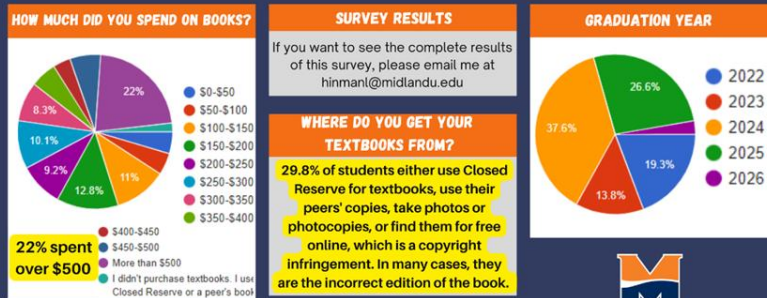 HOW MUCH DID YOU SPEND ON BOOKS?
22%
8.3%
10.1%
9.2%
12.8%
11%
$0-$50
$50-$100
$100-$150
$150-$200
$200-$250
$250-$300
$300-$350
$350-$400
$400-$450
$450-$500
More than $500
I didn't purchase textbooks. I use
Closed Reserve or a peer's book
22% spent
over $500
SURVEY RESULTS
If you want to see the complete results
of this survey, please email me at
hinmanl@midlandu.edu
WHERE DO YOU GET YOUR
TEXTBOOKS FROM?
29.8% of students either use Closed
Reserve for textbooks, use their
peers' copies, take photos or
photocopies, or find them for free
online, which is a copyright
infringement. In many cases, they
are the incorrect edition of the book.
GRADUATION YEAR
26.6%
37.6%
19.3%
13.8%
2022
2023
2024
2025
2026
M